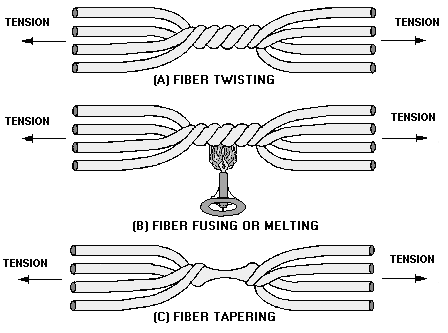 TENSION TENSION
(A) FIBER TWISTING
TENSION TENSION
(B) FIBER FUSING OR MELTING
TENSION TENSION
(C) FIBER TAPERING